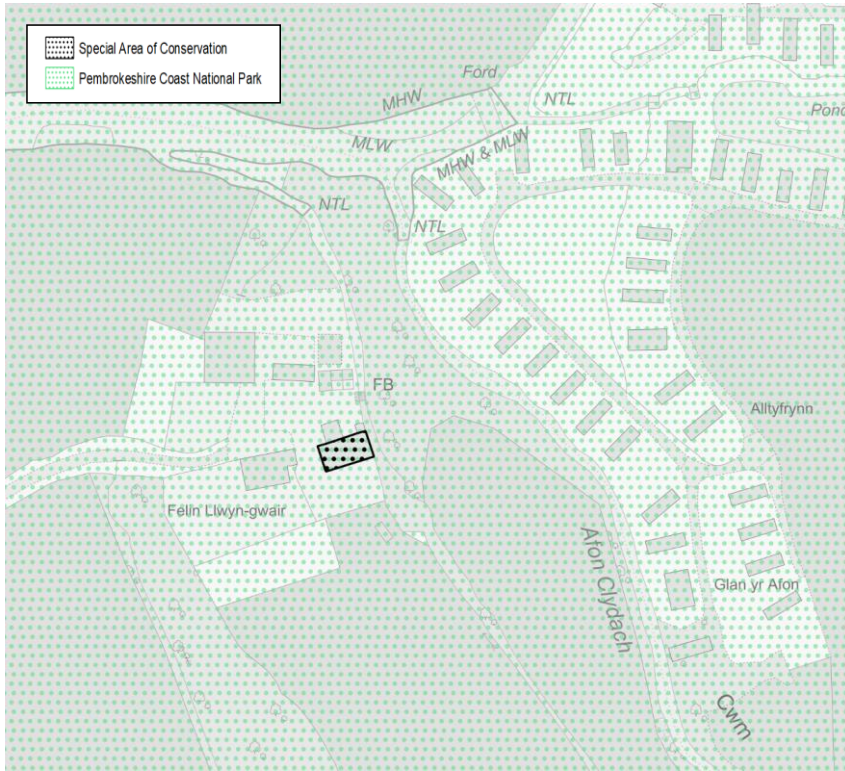 Special Area of Conservation
Pembrokeshire Coast National Park
Ford
MHW
NTL
Pond
MLW
MHW & MLW
NTL
NTL
FB
Alltyfrynn
Felin Llwyn-gwair
Afon Clydach
Glan yr Afon
Cwm